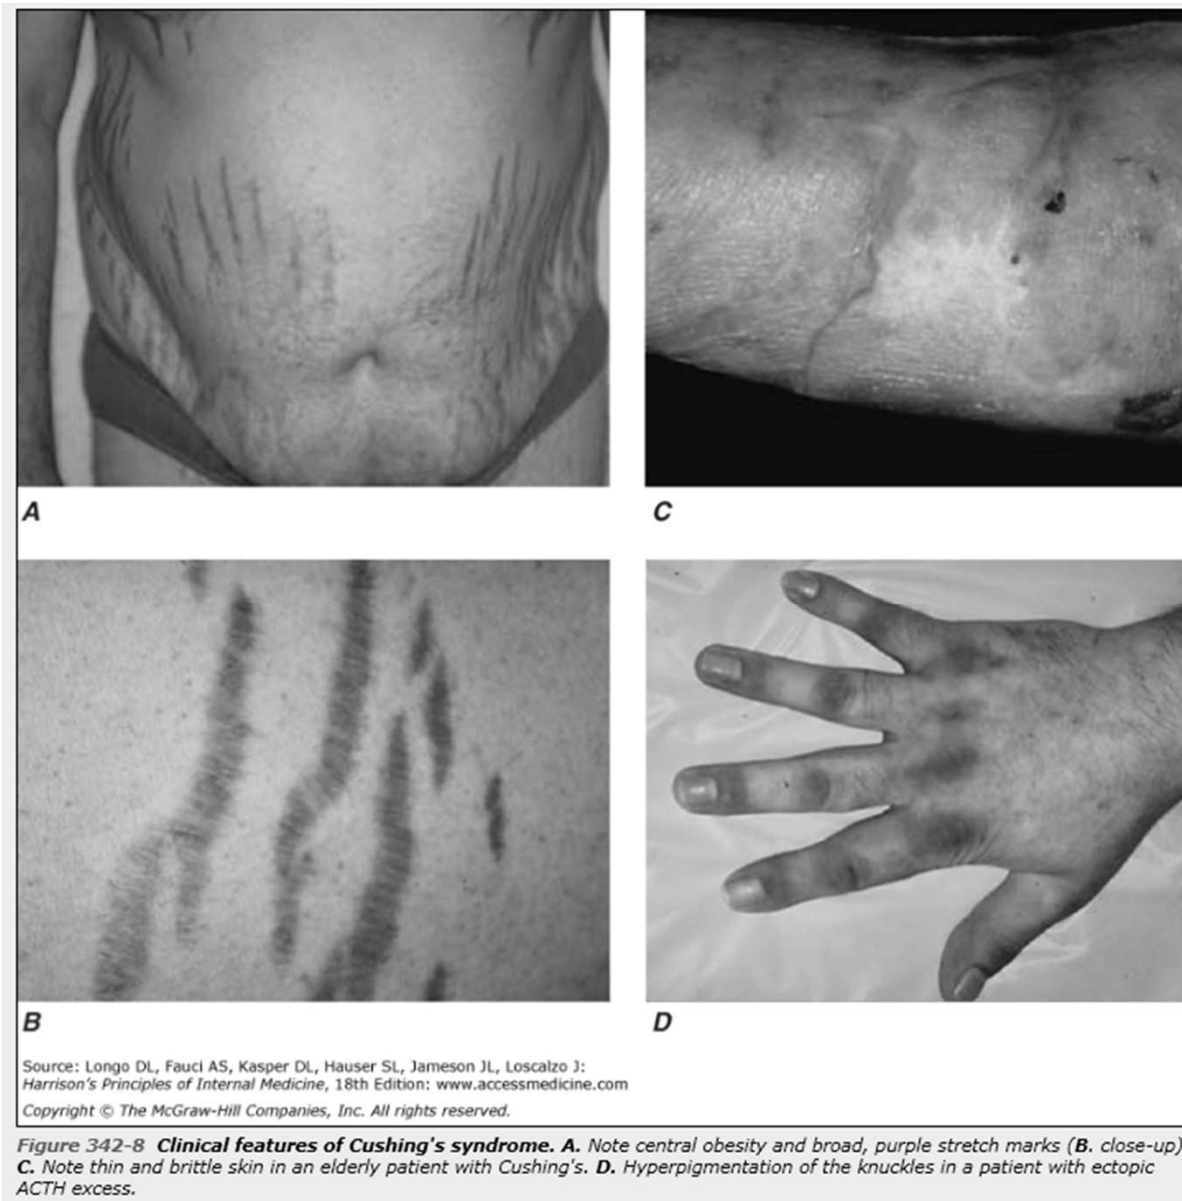 A
C
B
D
Source: Longo DL, Fauci AS, Kasper DL, Hauser SL, Jameson JL, Loscalzo J:
Harrison's Principles of Internal Medicine, 18th Edition: www.accessmedicine.com
Copyright © The McGraw-Hill Companies, Inc. All rights reserved.
Figure 342-8 Clinical features of Cushing's syndrome. A. Note central obesity and broad, purple stretch marks (B. close-up)
C. Note thin and brittle skin in an elderly patient with Cushing's. D. Hyperpigmentation of the knuckles in a patient with ectopic
ACTH excess.